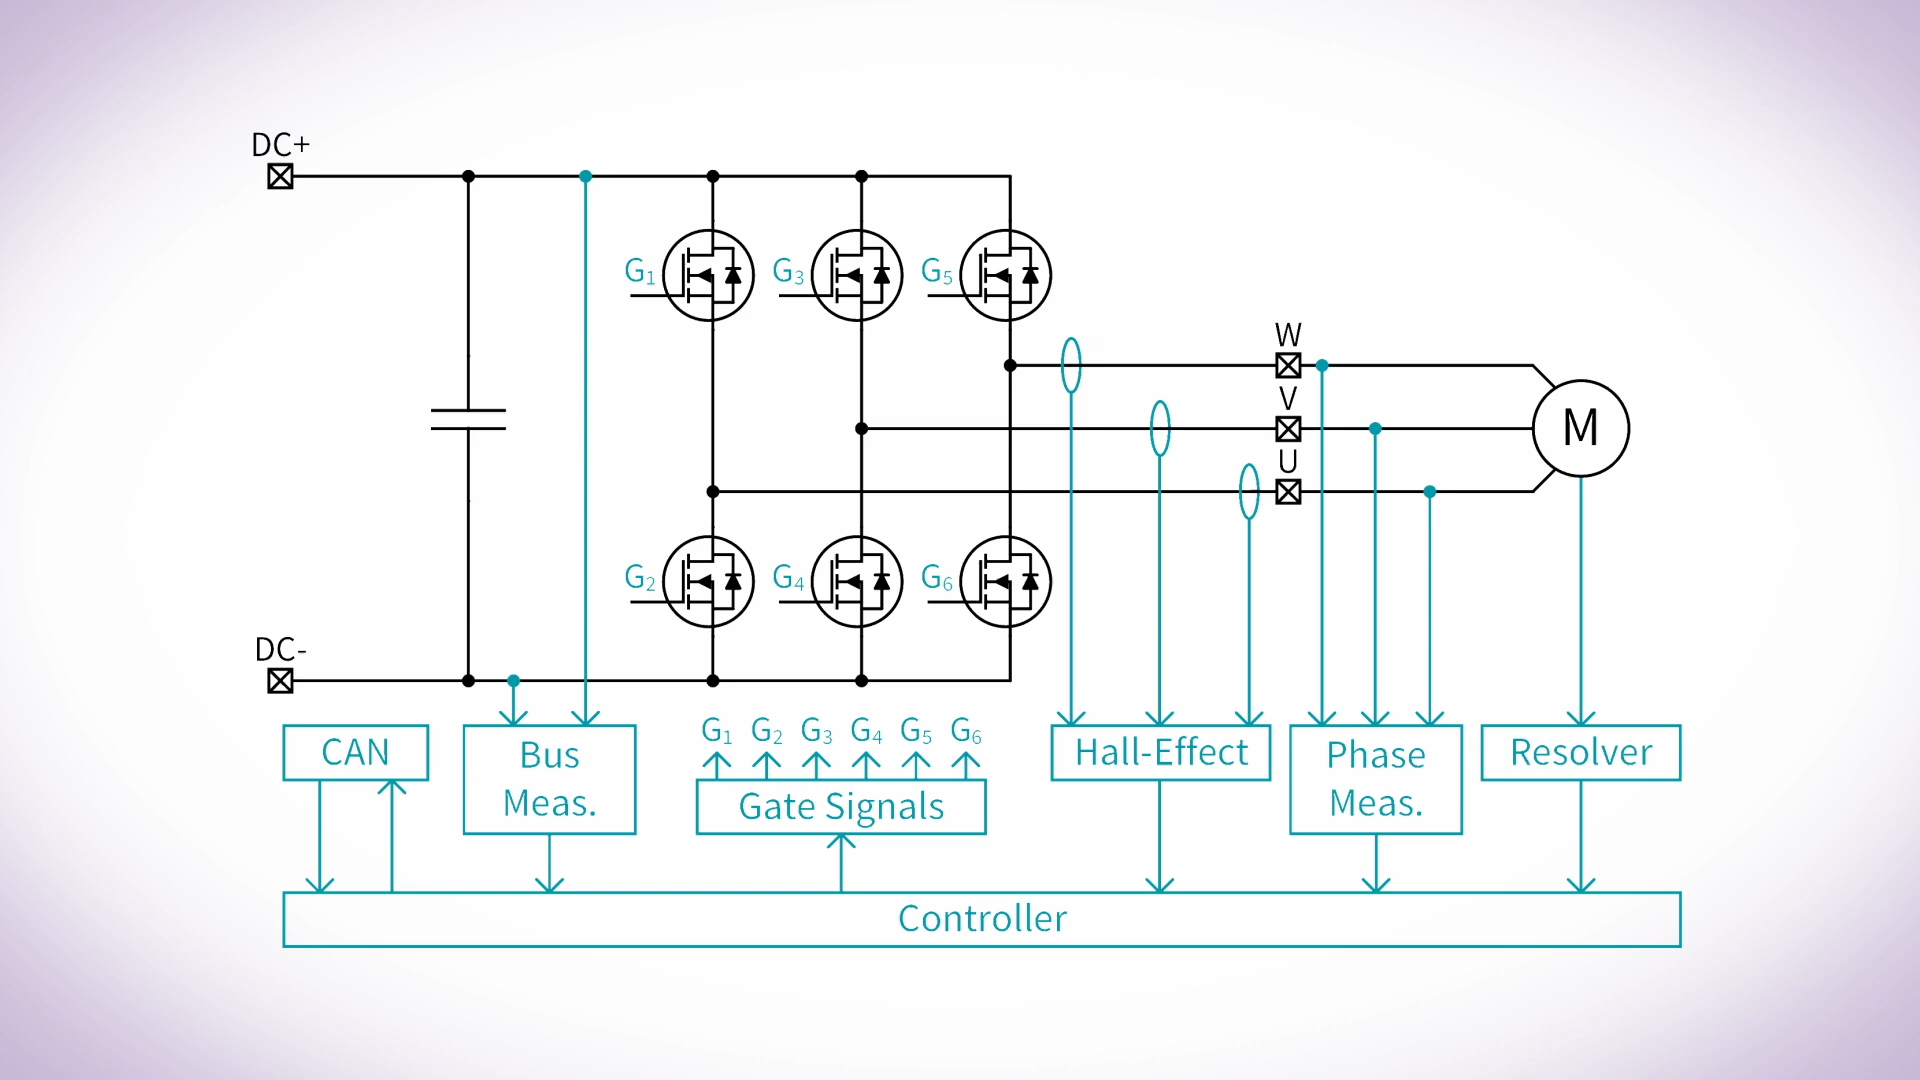 DC+
G1 G3 G5
W
V
M
U
G2 G4 G6
DC-
G1 G2 G3 G4 G5 G6
CAN
Bus
Meas.
Gate Signals
Hall-Effect
Phase
Meas.
Resolver
Controller